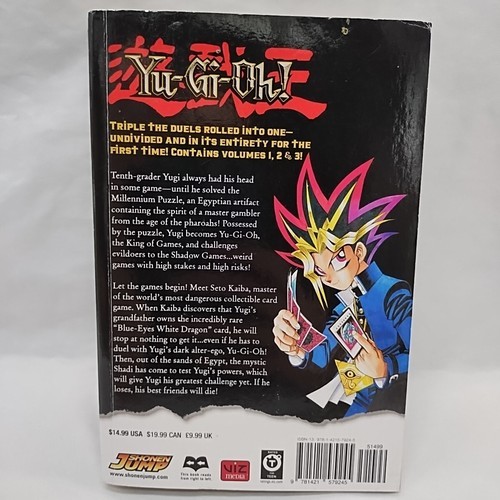 遊戯王
Yu-Gi-Oh!
TRIPLE THE DUELS ROLLED INTO ONE—
UNDIVIDED AND IN ITS ENTIRETY FOR THE
FIRST TIME! CONTAINS VOLUMES 1, 2 & 3!
Tenth-grader Yugi always had his head
in some game—until he solved the
Millennium Puzzle, an Egyptian artifact
containing the spirit of a master gambler
from the age of the pharoahs! Possessed
by the puzzle, Yugi becomes Yu-Gi-Oh,
the King of Games, and challenges
evildoers to the Shadow Games...weird
games with high stakes and high risks!
Let the games begin! Meet Seto Kaiba, master
of the world's most dangerous collectible card
game. When Kaiba discovers that Yugi's
grandfather owns the incredibly rare
"Blue-Eyes White Dragon" card, he will
stop at nothing to get it...even if he has to
duel with Yugi's dark alter-ego, Yu-Gi-Oh!
Then, out of the sands of Egypt, the mystic
Shadi has come to test Yugi's powers, which
will give Yugi his greatest challenge yet. If he
loses, his best friends will die!
$14.99 USA $19.99 CAN £9.99 UK
51499
SHONEN
JUMP
www.shonenjump.com
This book reads
from right to left.
viz
media
T
TEEN
9 781421 579245